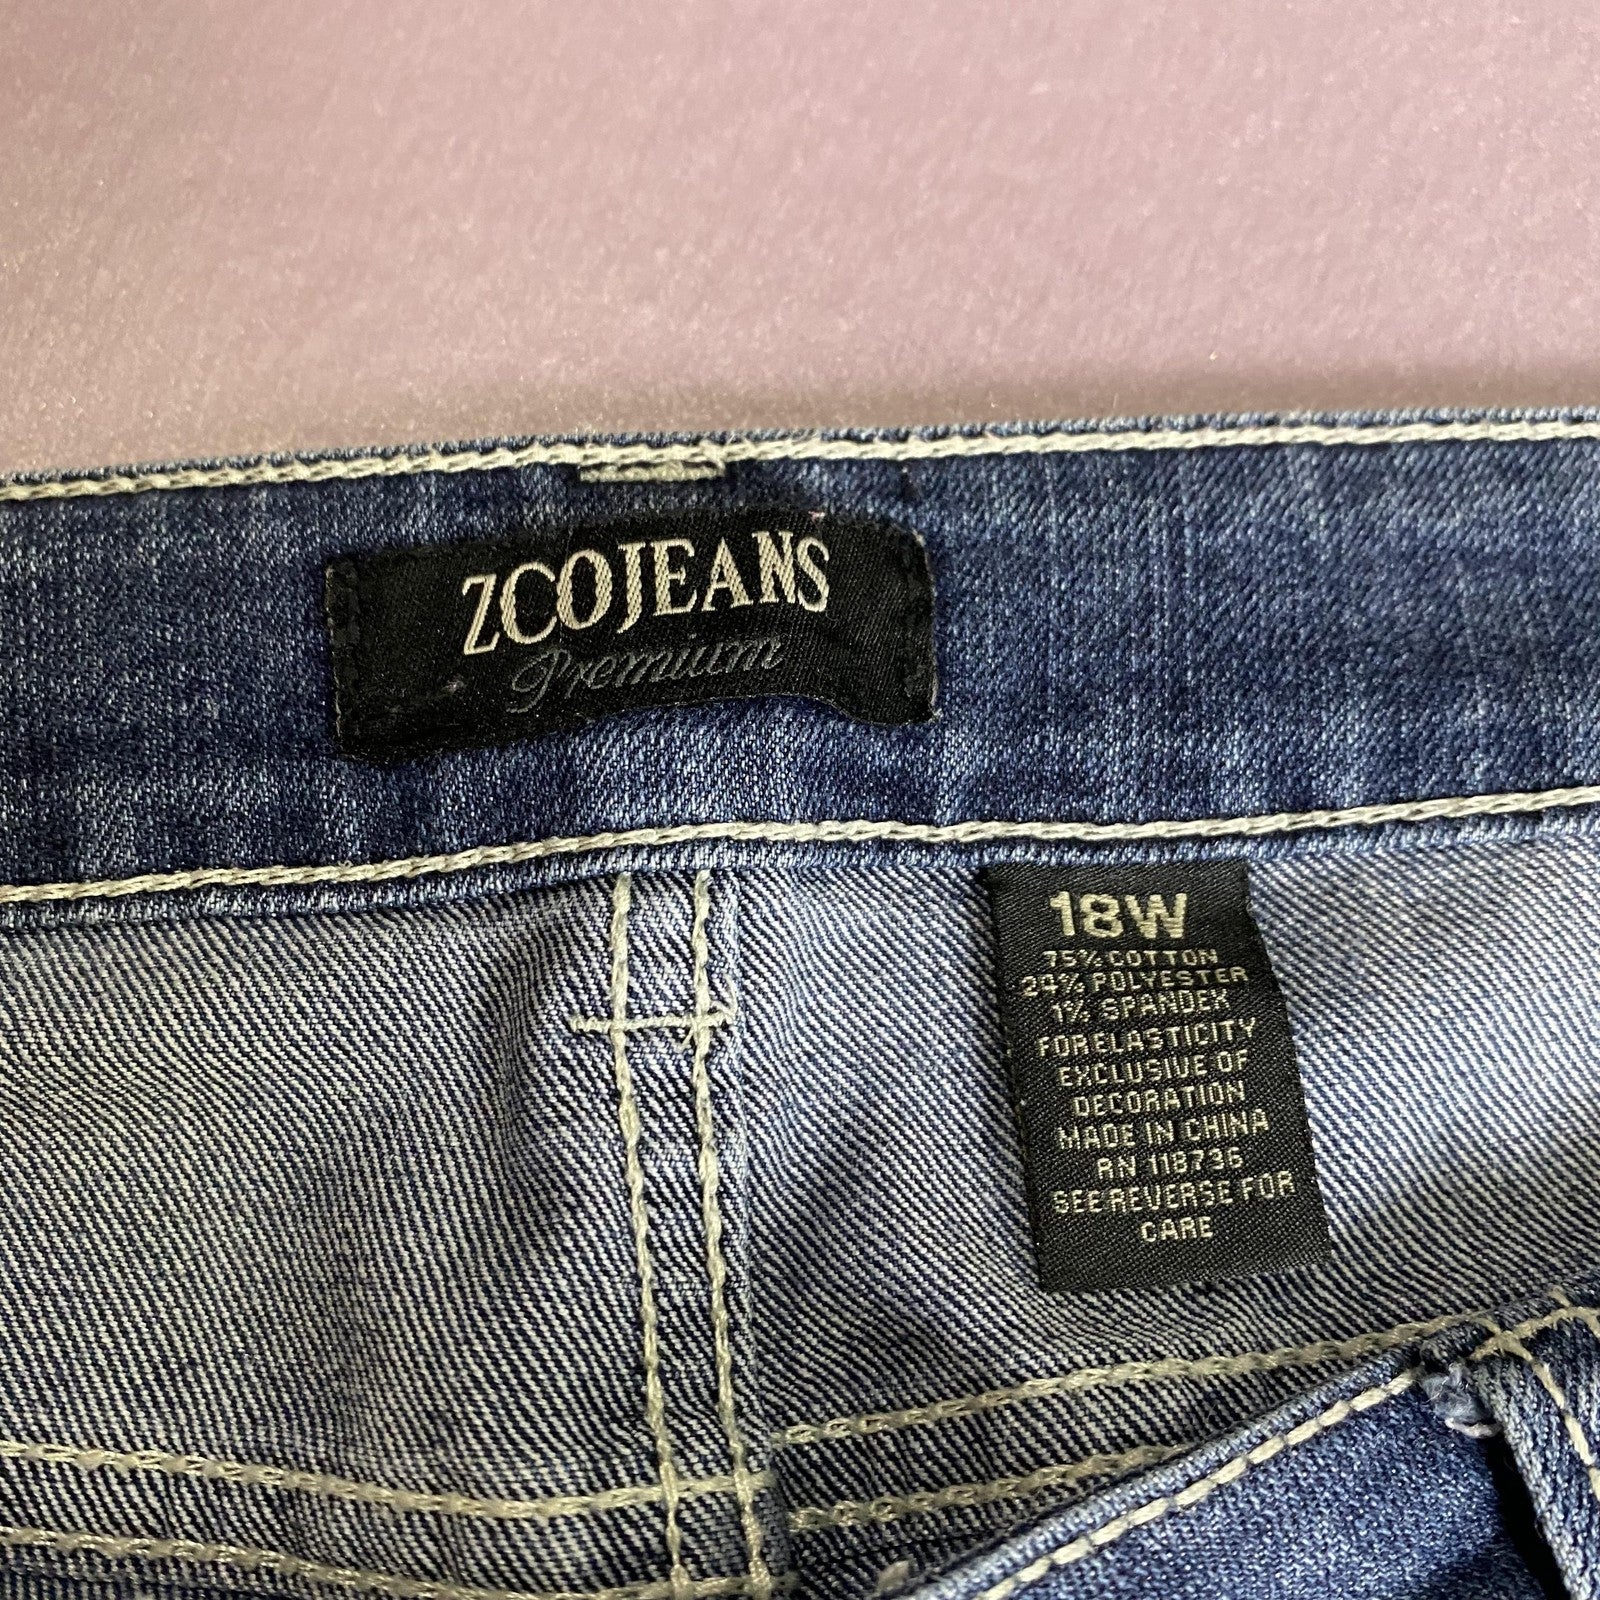 ZCOJEANS
Premium
18W
75% COTTON
24% POLYESTER
1% SPANDEX
FOR ELASTICITY
EXCLUSIVE OF
DECORATION
MADE IN CHINA
RN 118736
SEE REVERSE FOR
CARE